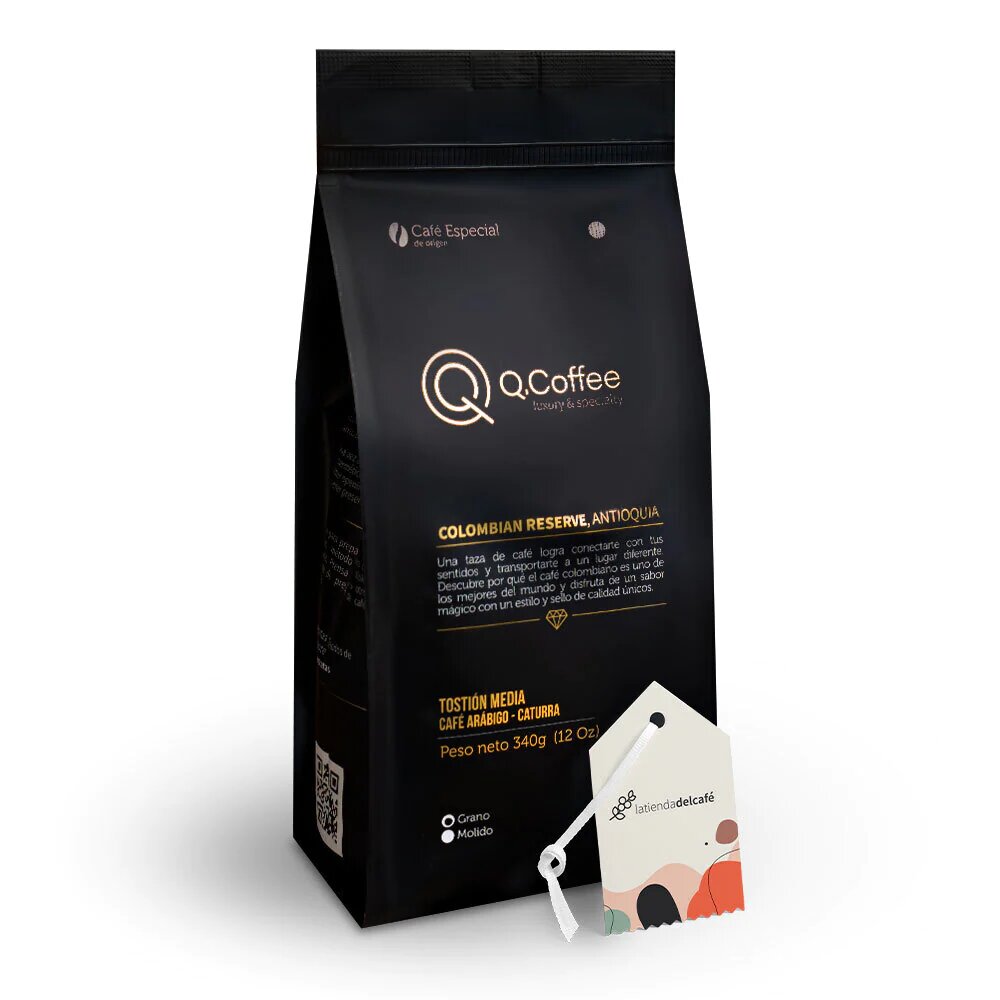 Café Especial
de origen
Q.Coffee
luxury & specialty
COLOMBIAN RESERVE, ANTIOQUIA
Una taza de café logra conectarte con tus
sentidos y transportarte a un lugar diferente.
Descubre por qué el café colombiano es uno de
los mejores del mundo y disfruta de un sabor
mágico con un estilo y sello de calidad únicos.
TOSTIÓN MEDIA
CAFÉ ARÁBIGO - CATURRA
Peso neto 340g (12 Oz)
Grano
Molido
latiendadelcafé